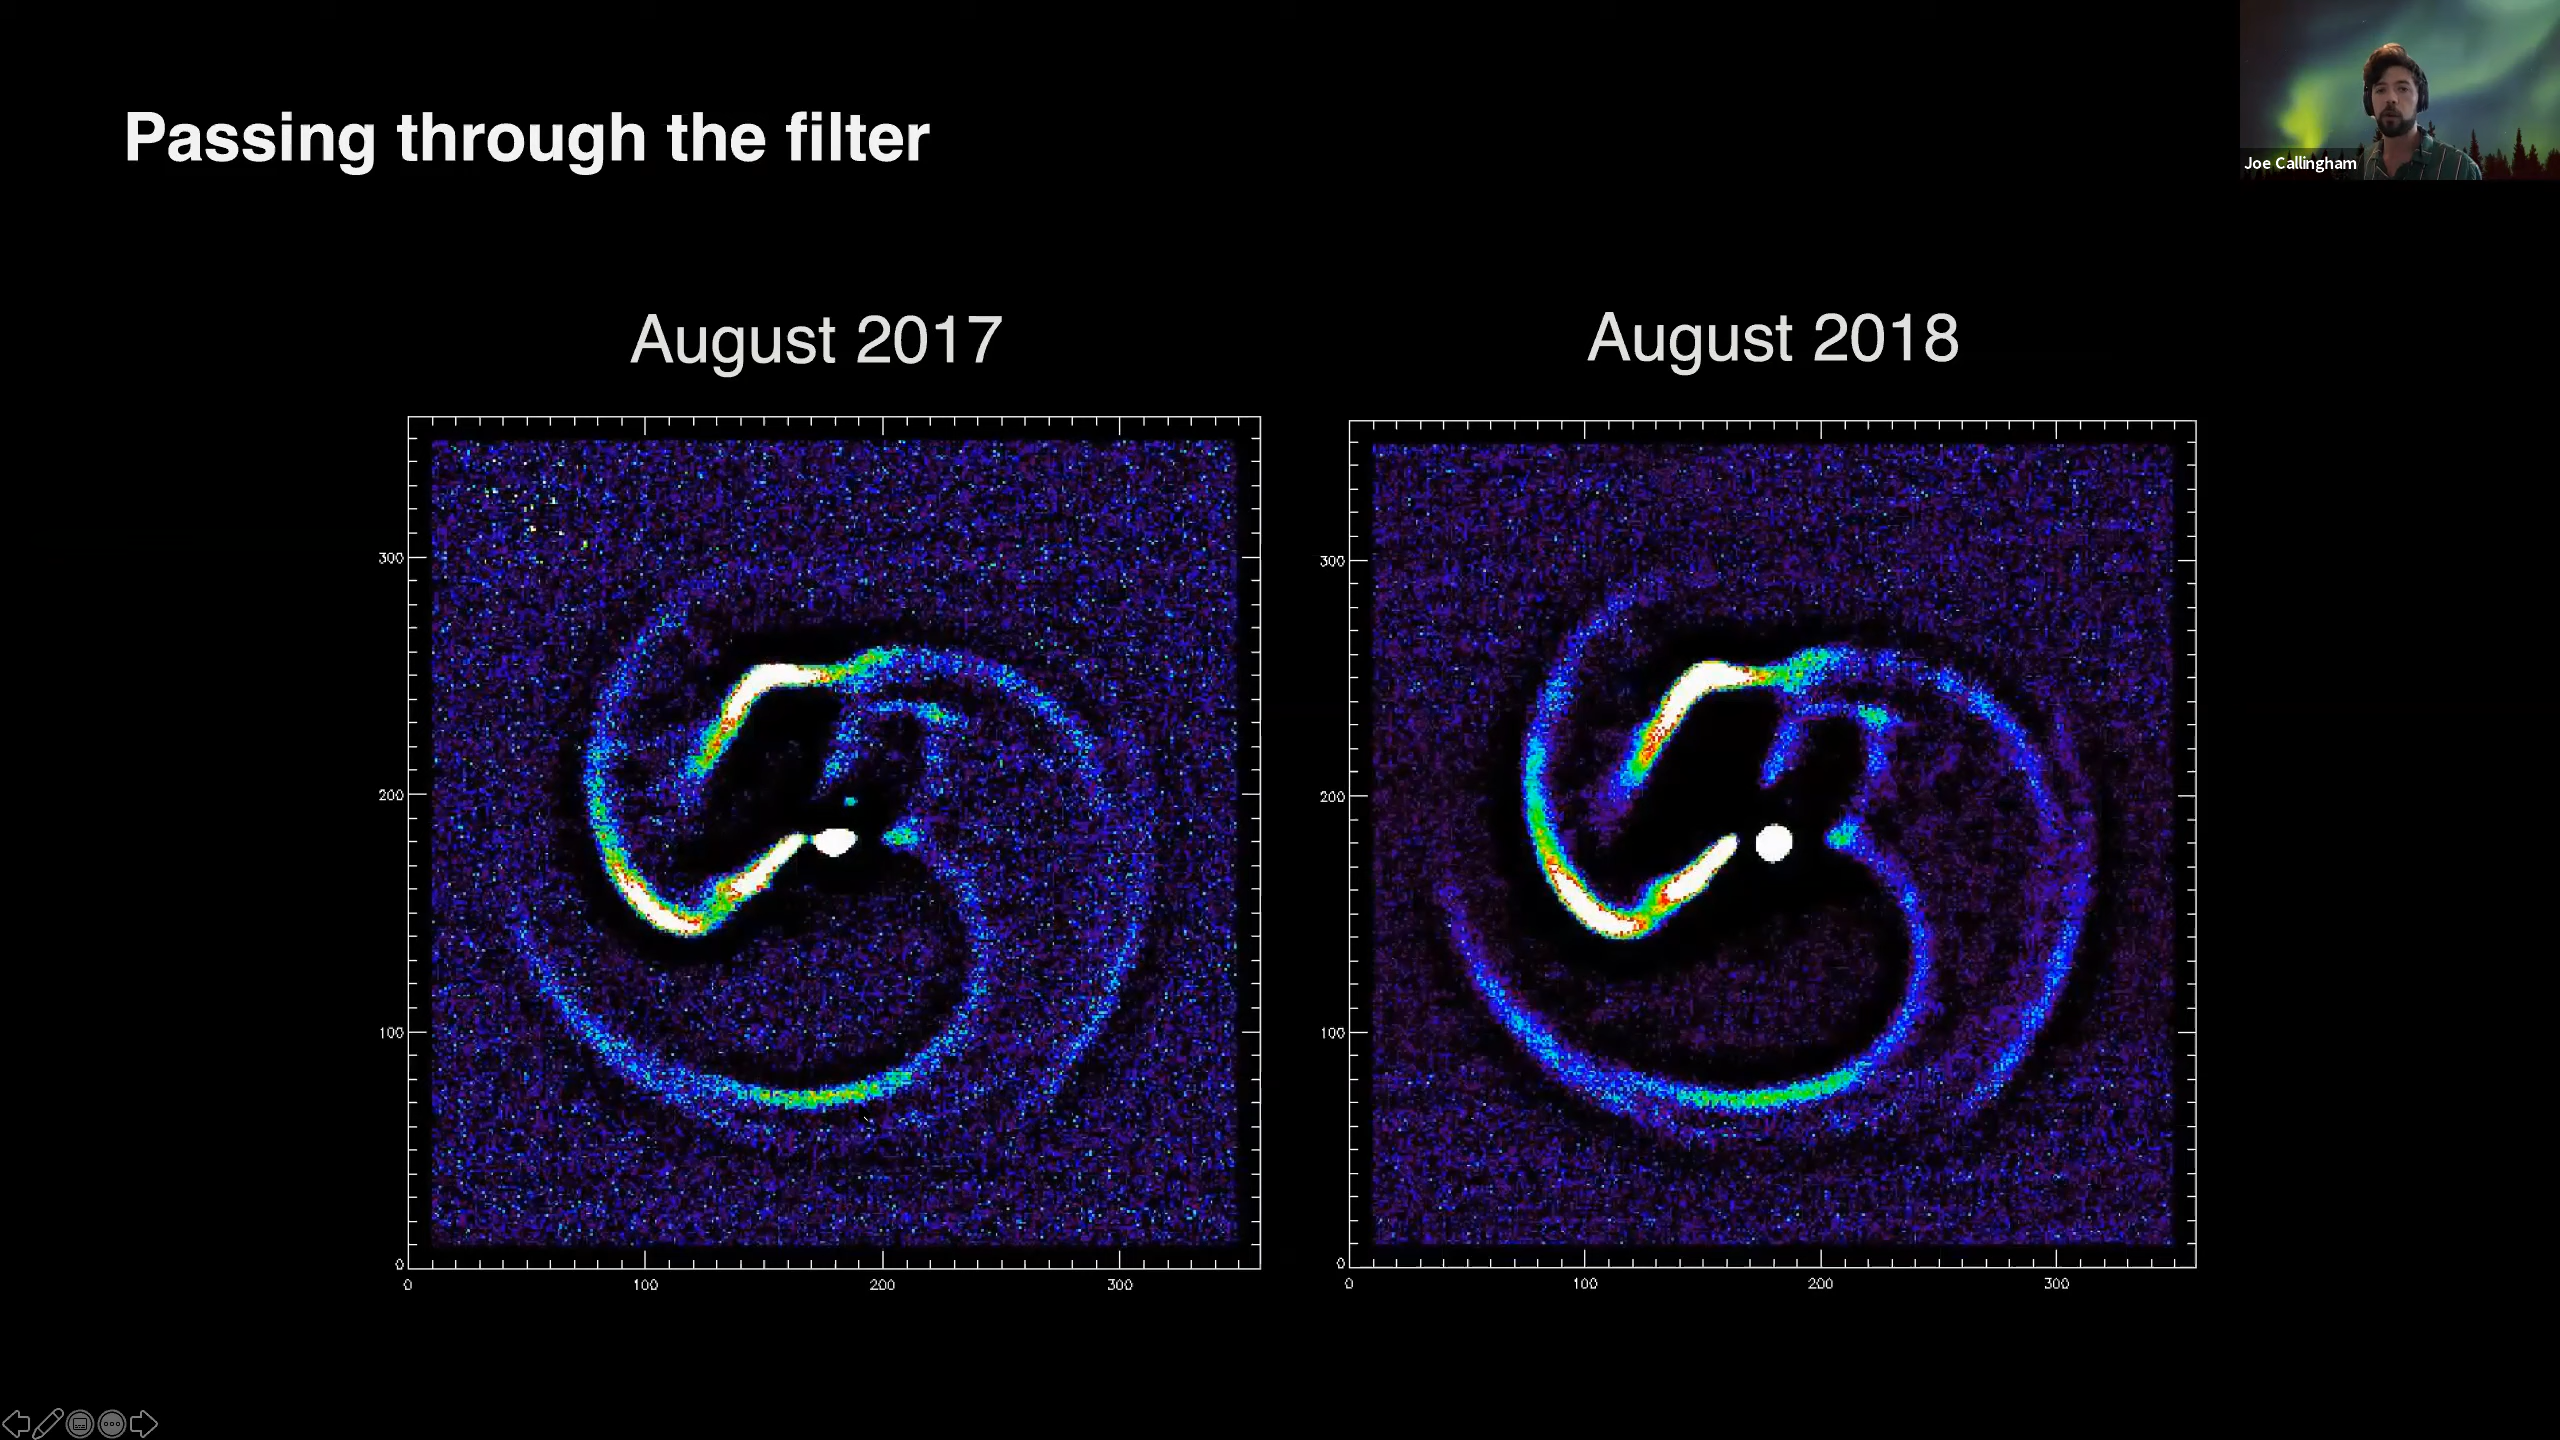 Passing through the filter
Joe Callingham
August 2017
August 2018
300
200
100
0
0 100 200 300
300
200
100
0
0 100 200 300